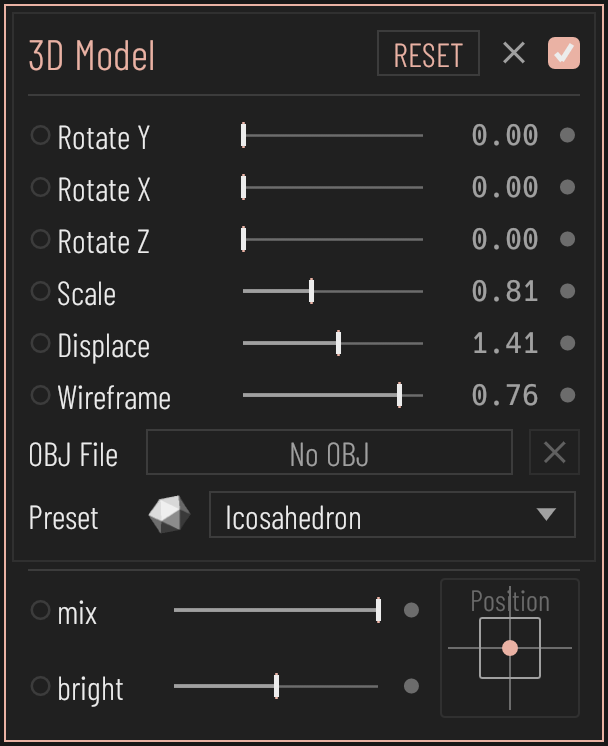 3D Model RESET
Rotate Y 0.00
Rotate X 0.00
Rotate Z 0.00
Scale 0.81
Displace 1.41
Wireframe 0.76
OBJ File No OBJ
Preset Icosahedron
mix Position
bright